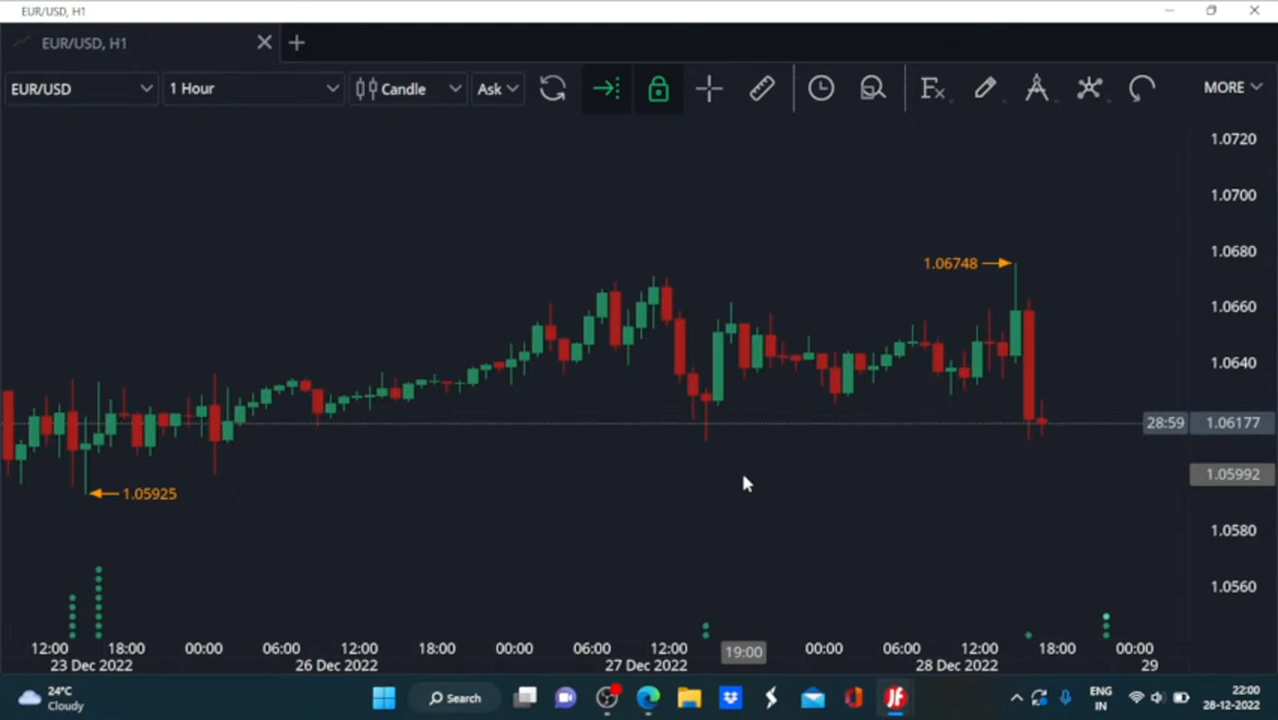 EUR/USD, H1
EUR/USD, H1
EUR/USD 1 Hour Candle Ask Fx MORE
1.0720
1.0700
1.06748 1.0680
1.0660
1.0640
28:59 1.06177
1.05992
1.05925
1.0580
1.0560
12:00 18:00 00:00 06:00 12:00 18:00 00:00 06:00 12:00 19:00 00:00 06:00 12:00 18:00 00:00
23 Dec 2022 26 Dec 2022 27 Dec 2022 28 Dec 2022 29
24°C
Cloudy
Search
JF
ENG
IN
22:00
28-12-2022